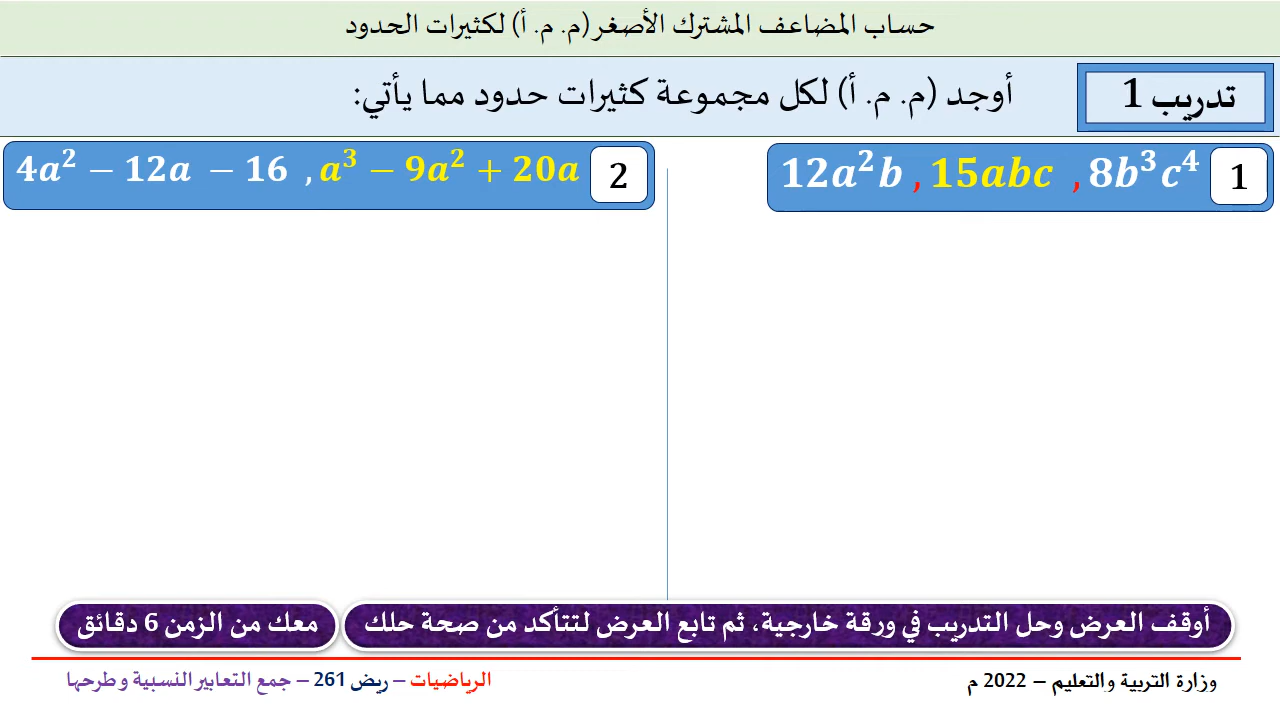 حساب المضاعف المشترك الأصغر (م. م. أ) لكثيرات الحدود
تدريب 1
أوجد (م. م. أ) لكل مجموعة كثيرات حدود مما يأتي:
1
12a²b , 15abc , 8b³c⁴
2
4a² − 12a − 16 , a³ − 9a² + 20a
أوقف العرض وحل التدريب في ورقة خارجية، ثم تابع العرض لتتأكد من صحة حلك
معك من الزمن 6 دقائق
وزارة التربية والتعليم – 2022 م
الرياضيات – ريض 261 – جمع التعابير النسبية وطرحها